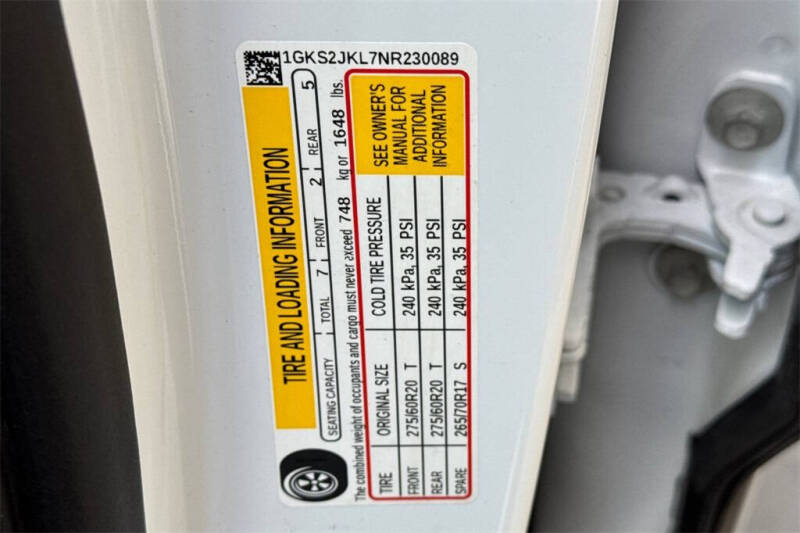 1GKS2JKL7NR230089
TIRE AND LOADING INFORMATION
SEATING CAPACITY TOTAL 7 FRONT 2 REAR 5
The combined weight of occupants and cargo must never exceed 748 kg or 1648 lbs.
TIRE ORIGINAL SIZE COLD TIRE PRESSURE
FRONT 275/60R20 T 240 kPa, 35 PSI
REAR 275/60R20 T 240 kPa, 35 PSI
SPARE 265/70R17 S 240 kPa, 35 PSI
SEE OWNER'S
MANUAL FOR
ADDITIONAL
INFORMATION